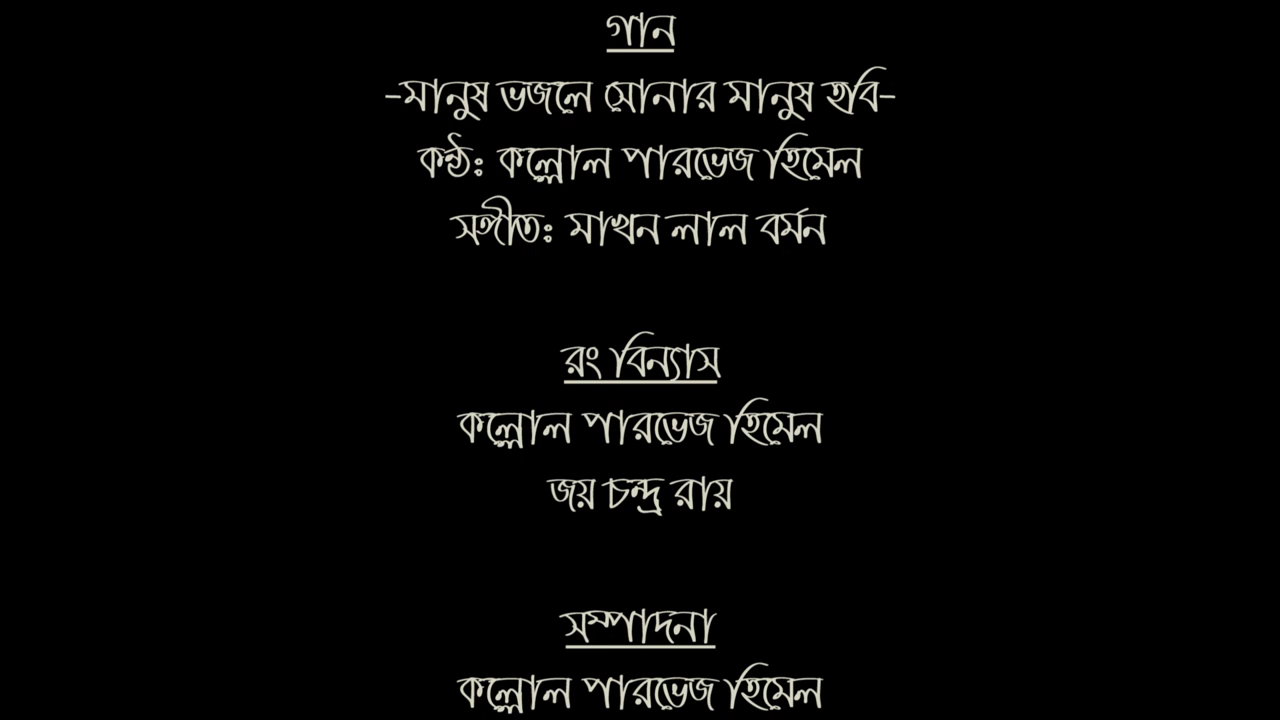 গান
-মানুষ ভজলে সোনার মানুষ হবি-
কন্ঠঃ কল্লোল পারভেজ হিমেল
সঙ্গীতঃ মাখন লাল বর্মন
রং বিন্যাস
কল্লোল পারভেজ হিমেল
জয় চন্দ্র রায়
সম্পাদনা
কল্লোল পারভেজ হিমেল